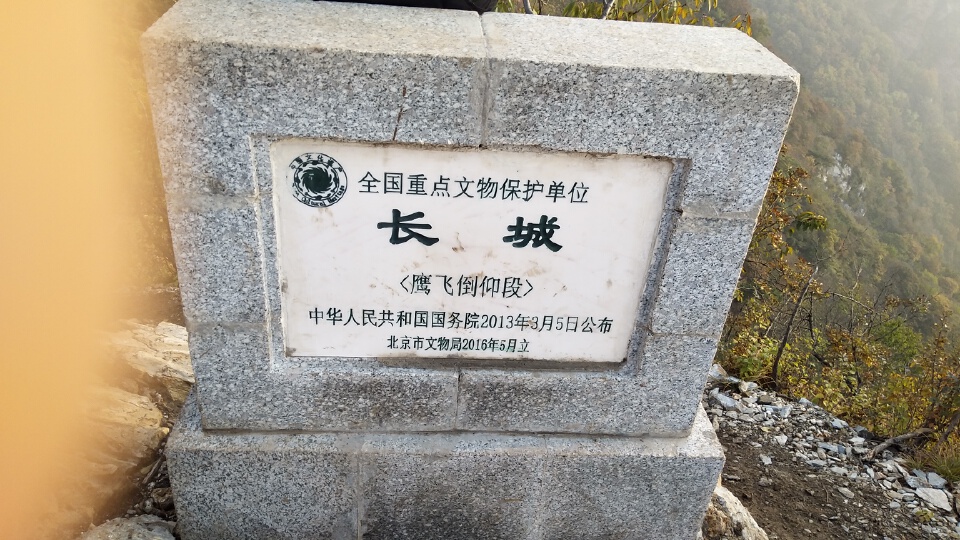 全国重点文物保护单位
长 城
〈鹰飞倒仰段〉
中华人民共和国国务院2013年3月5日公布
北京市文物局2016年5月立